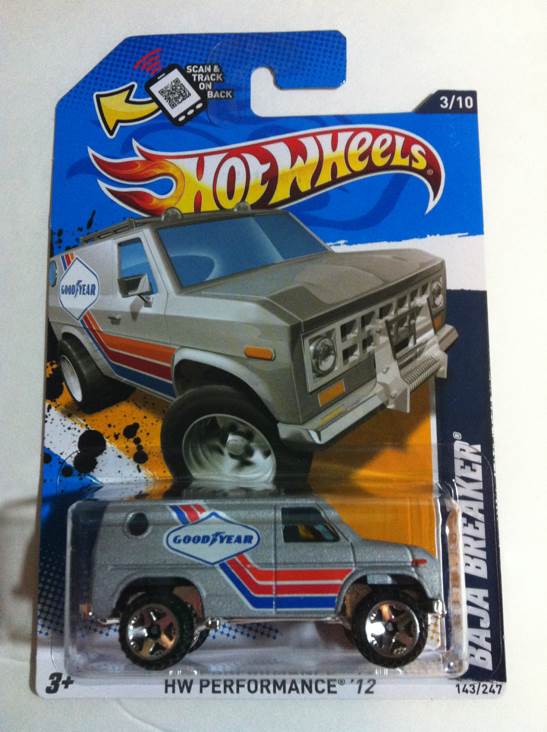 SCAN &
TRACK
ON
BACK
3/10
HOT WHEELS®
GOODYEAR
BAJA BREAKER®
GOODYEAR
3+
HW PERFORMANCE® '12
143/247